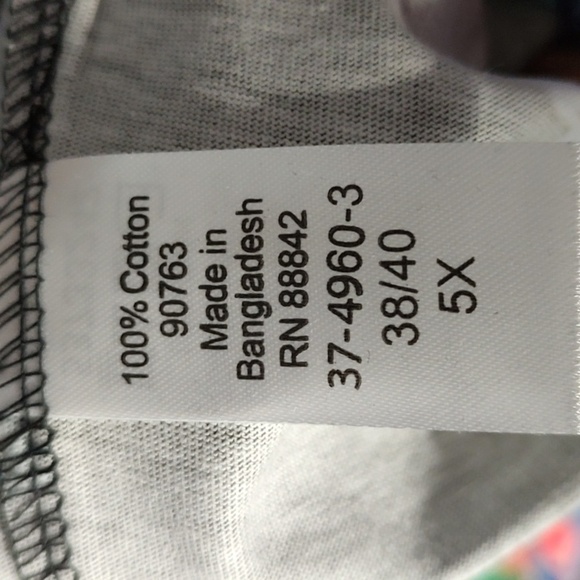 100% Cotton
90763
Made in
Bangladesh
RN 88842
37-4960-3
38/40
5X